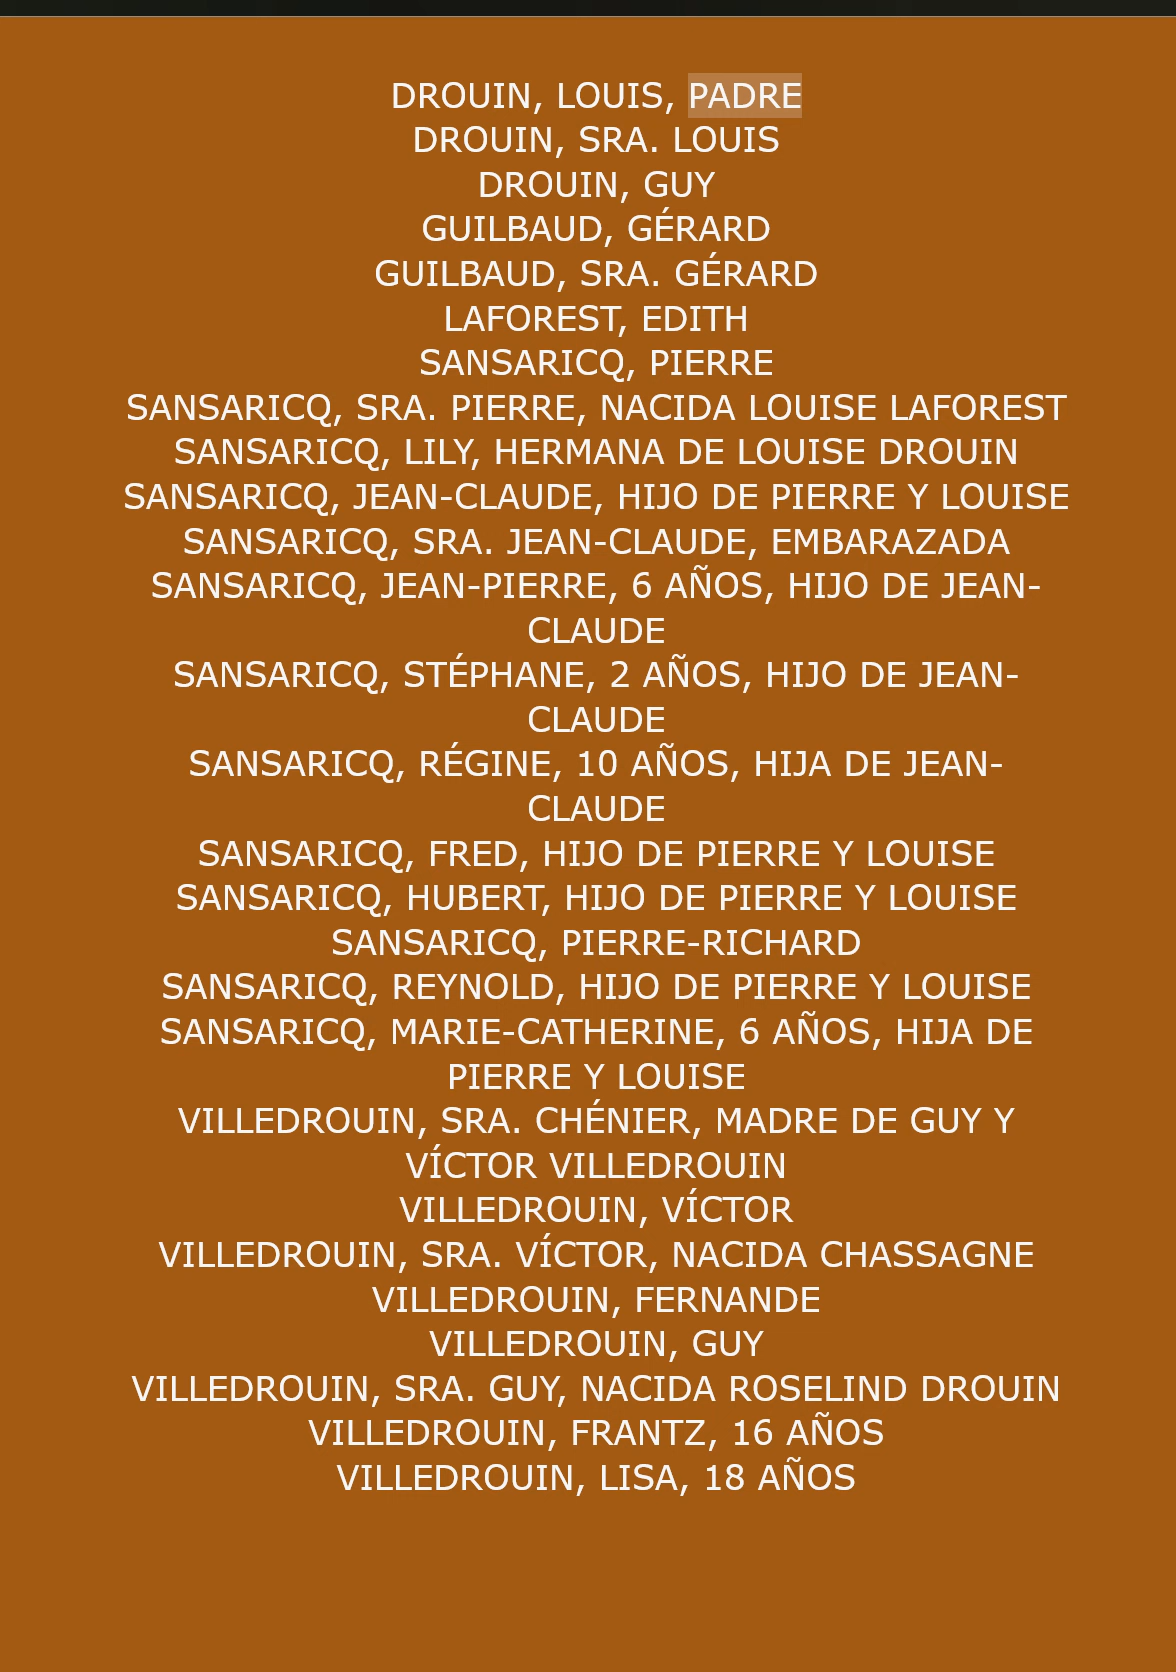 DROUIN, LOUIS, PADRE
DROUIN, SRA. LOUIS
DROUIN, GUY
GUILBAUD, GÉRARD
GUILBAUD, SRA. GÉRARD
LAFOREST, EDITH
SANSARICQ, PIERRE
SANSARICQ, SRA. PIERRE, NACIDA LOUISE LAFOREST
SANSARICQ, LILY, HERMANA DE LOUISE DROUIN
SANSARICQ, JEAN-CLAUDE, HIJO DE PIERRE Y LOUISE
SANSARICQ, SRA. JEAN-CLAUDE, EMBARAZADA
SANSARICQ, JEAN-PIERRE, 6 AÑOS, HIJO DE JEAN-
CLAUDE
SANSARICQ, STÉPHANE, 2 AÑOS, HIJO DE JEAN-
CLAUDE
SANSARICQ, RÉGINE, 10 AÑOS, HIJA DE JEAN-
CLAUDE
SANSARICQ, FRED, HIJO DE PIERRE Y LOUISE
SANSARICQ, HUBERT, HIJO DE PIERRE Y LOUISE
SANSARICQ, PIERRE-RICHARD
SANSARICQ, REYNOLD, HIJO DE PIERRE Y LOUISE
SANSARICQ, MARIE-CATHERINE, 6 AÑOS, HIJA DE
PIERRE Y LOUISE
VILLEDROUIN, SRA. CHÉNIER, MADRE DE GUY Y
VÍCTOR VILLEDROUIN
VILLEDROUIN, VÍCTOR
VILLEDROUIN, SRA. VÍCTOR, NACIDA CHASSAGNE
VILLEDROUIN, FERNANDE
VILLEDROUIN, GUY
VILLEDROUIN, SRA. GUY, NACIDA ROSELIND DROUIN
VILLEDROUIN, FRANTZ, 16 AÑOS
VILLEDROUIN, LISA, 18 AÑOS